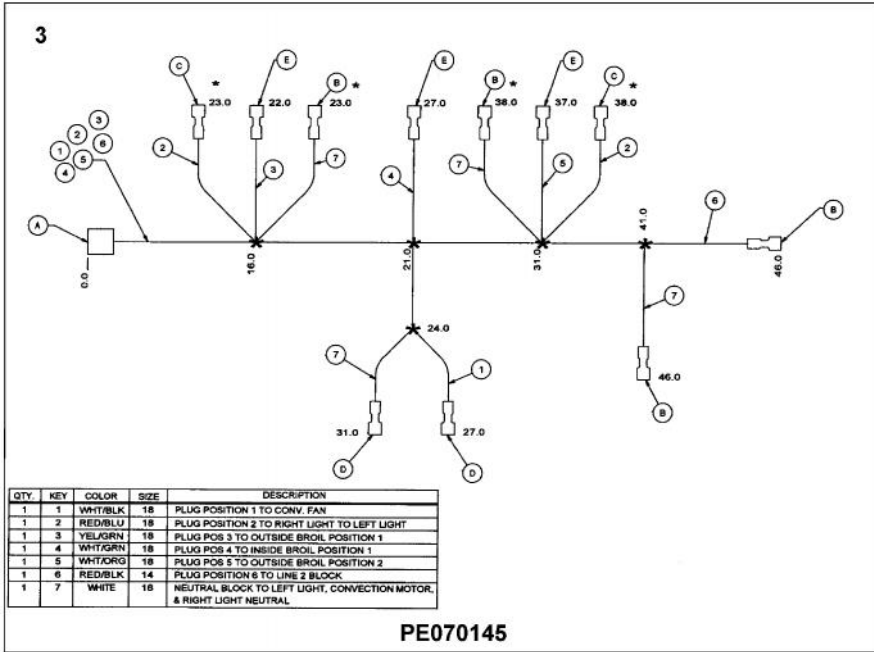 3
C * E B * E B * E C *
23.0 22.0 23.0 27.0 38.0 37.0 38.0
1 2 3 4 5 6
2 3 7 4 7 5 2 6
A B
0.0 16.0 21.0 31.0 41.0 46.0
24.0 7
7 1
31.0 27.0 46.0
D D B
QTY. KEY COLOR SIZE DESCRIPTION
1 1 WHT/BLK 18 PLUG POSITION 1 TO CONV. FAN
1 2 RED/BLU 18 PLUG POSITION 2 TO RIGHT LIGHT TO LEFT LIGHT
1 3 YEL/GRN 18 PLUG POS 3 TO OUTSIDE BROIL POSITION 1
1 4 WHT/GRN 18 PLUG POS 4 TO INSIDE BROIL POSITION 1
1 5 WHT/ORG 18 PLUG POS 5 TO OUTSIDE BROIL POSITION 2
1 6 RED/BLK 14 PLUG POSITION 6 TO LINE 2 BLOCK
1 7 WHITE 18 NEUTRAL BLOCK TO LEFT LIGHT, CONVECTION MOTOR,
& RIGHT LIGHT NEUTRAL
PE070145